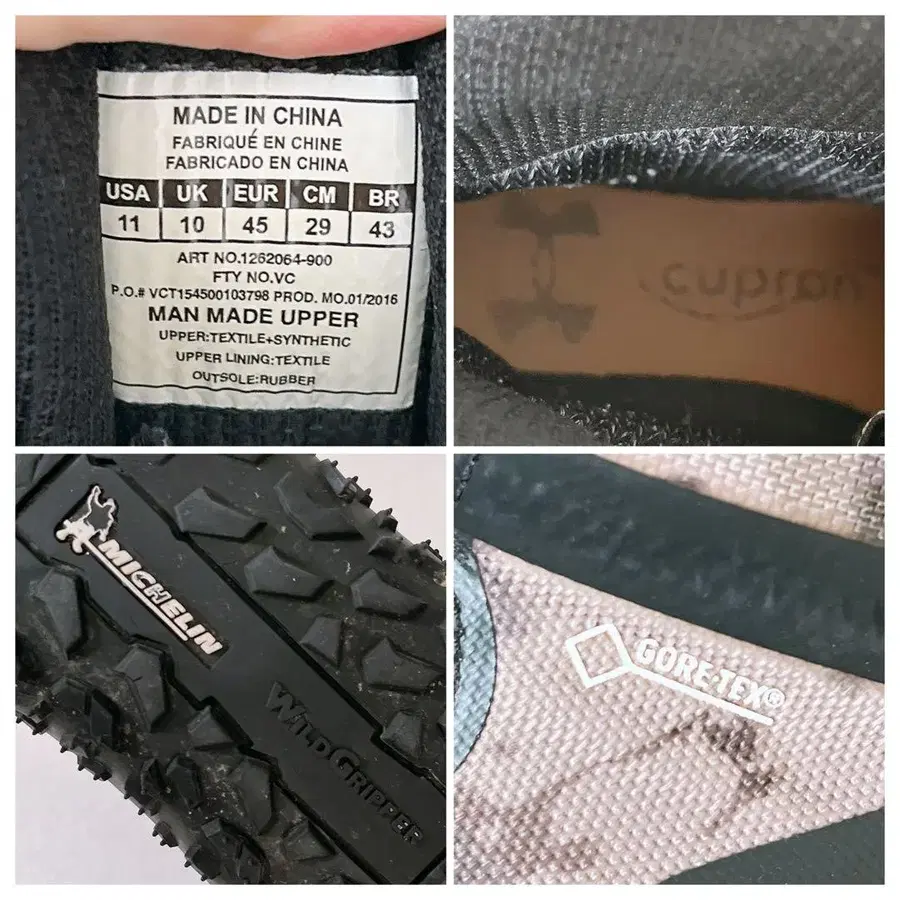 MADE IN CHINA
FABRIQUÉ EN CHINE
FABRICADO EN CHINA
USA UK EUR CM BR
11 10 45 29 43
ART NO.1262064-900
FTY NO.VC
P.O.# VCT154500103798 PROD. MO.01/2016
MAN MADE UPPER
UPPER:TEXTILE+SYNTHETIC
UPPER LINING:TEXTILE
OUTSOLE:RUBBER
cupron
MICHELIN
WILDGRIPPER
GORE-TEX®